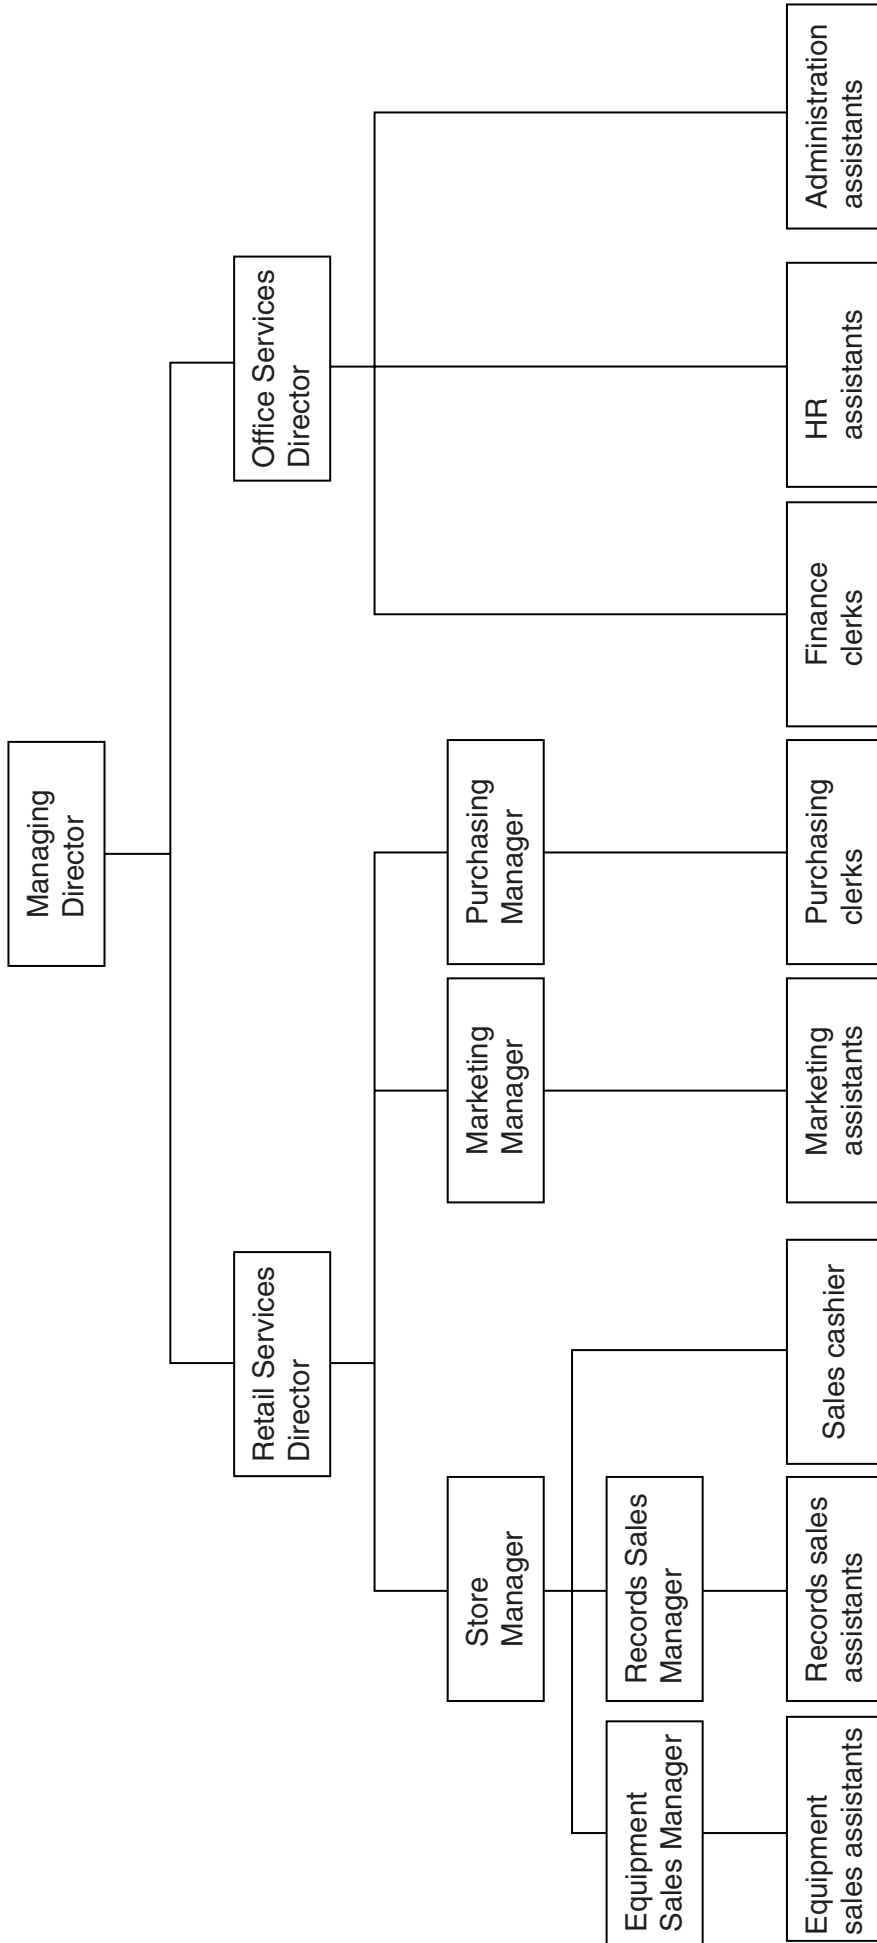 Managing
Director
Retail Services
Director
Office Services
Director
Store
Manager
Marketing
Manager
Purchasing
Manager
Equipment
Sales Manager
Records Sales
Manager
Equipment
sales assistants
Records sales
assistants
Sales cashier
Marketing
assistants
Purchasing
clerks
Finance
clerks
HR
assistants
Administration
assistants